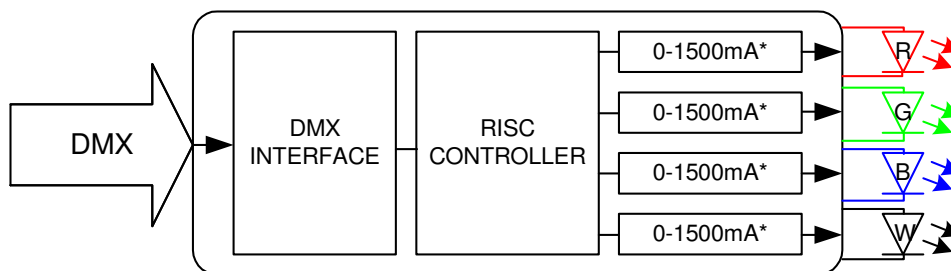 DMX
DMX
INTERFACE
RISC
CONTROLLER
0-1500mA*
0-1500mA*
0-1500mA*
0-1500mA*
R
G
B
W